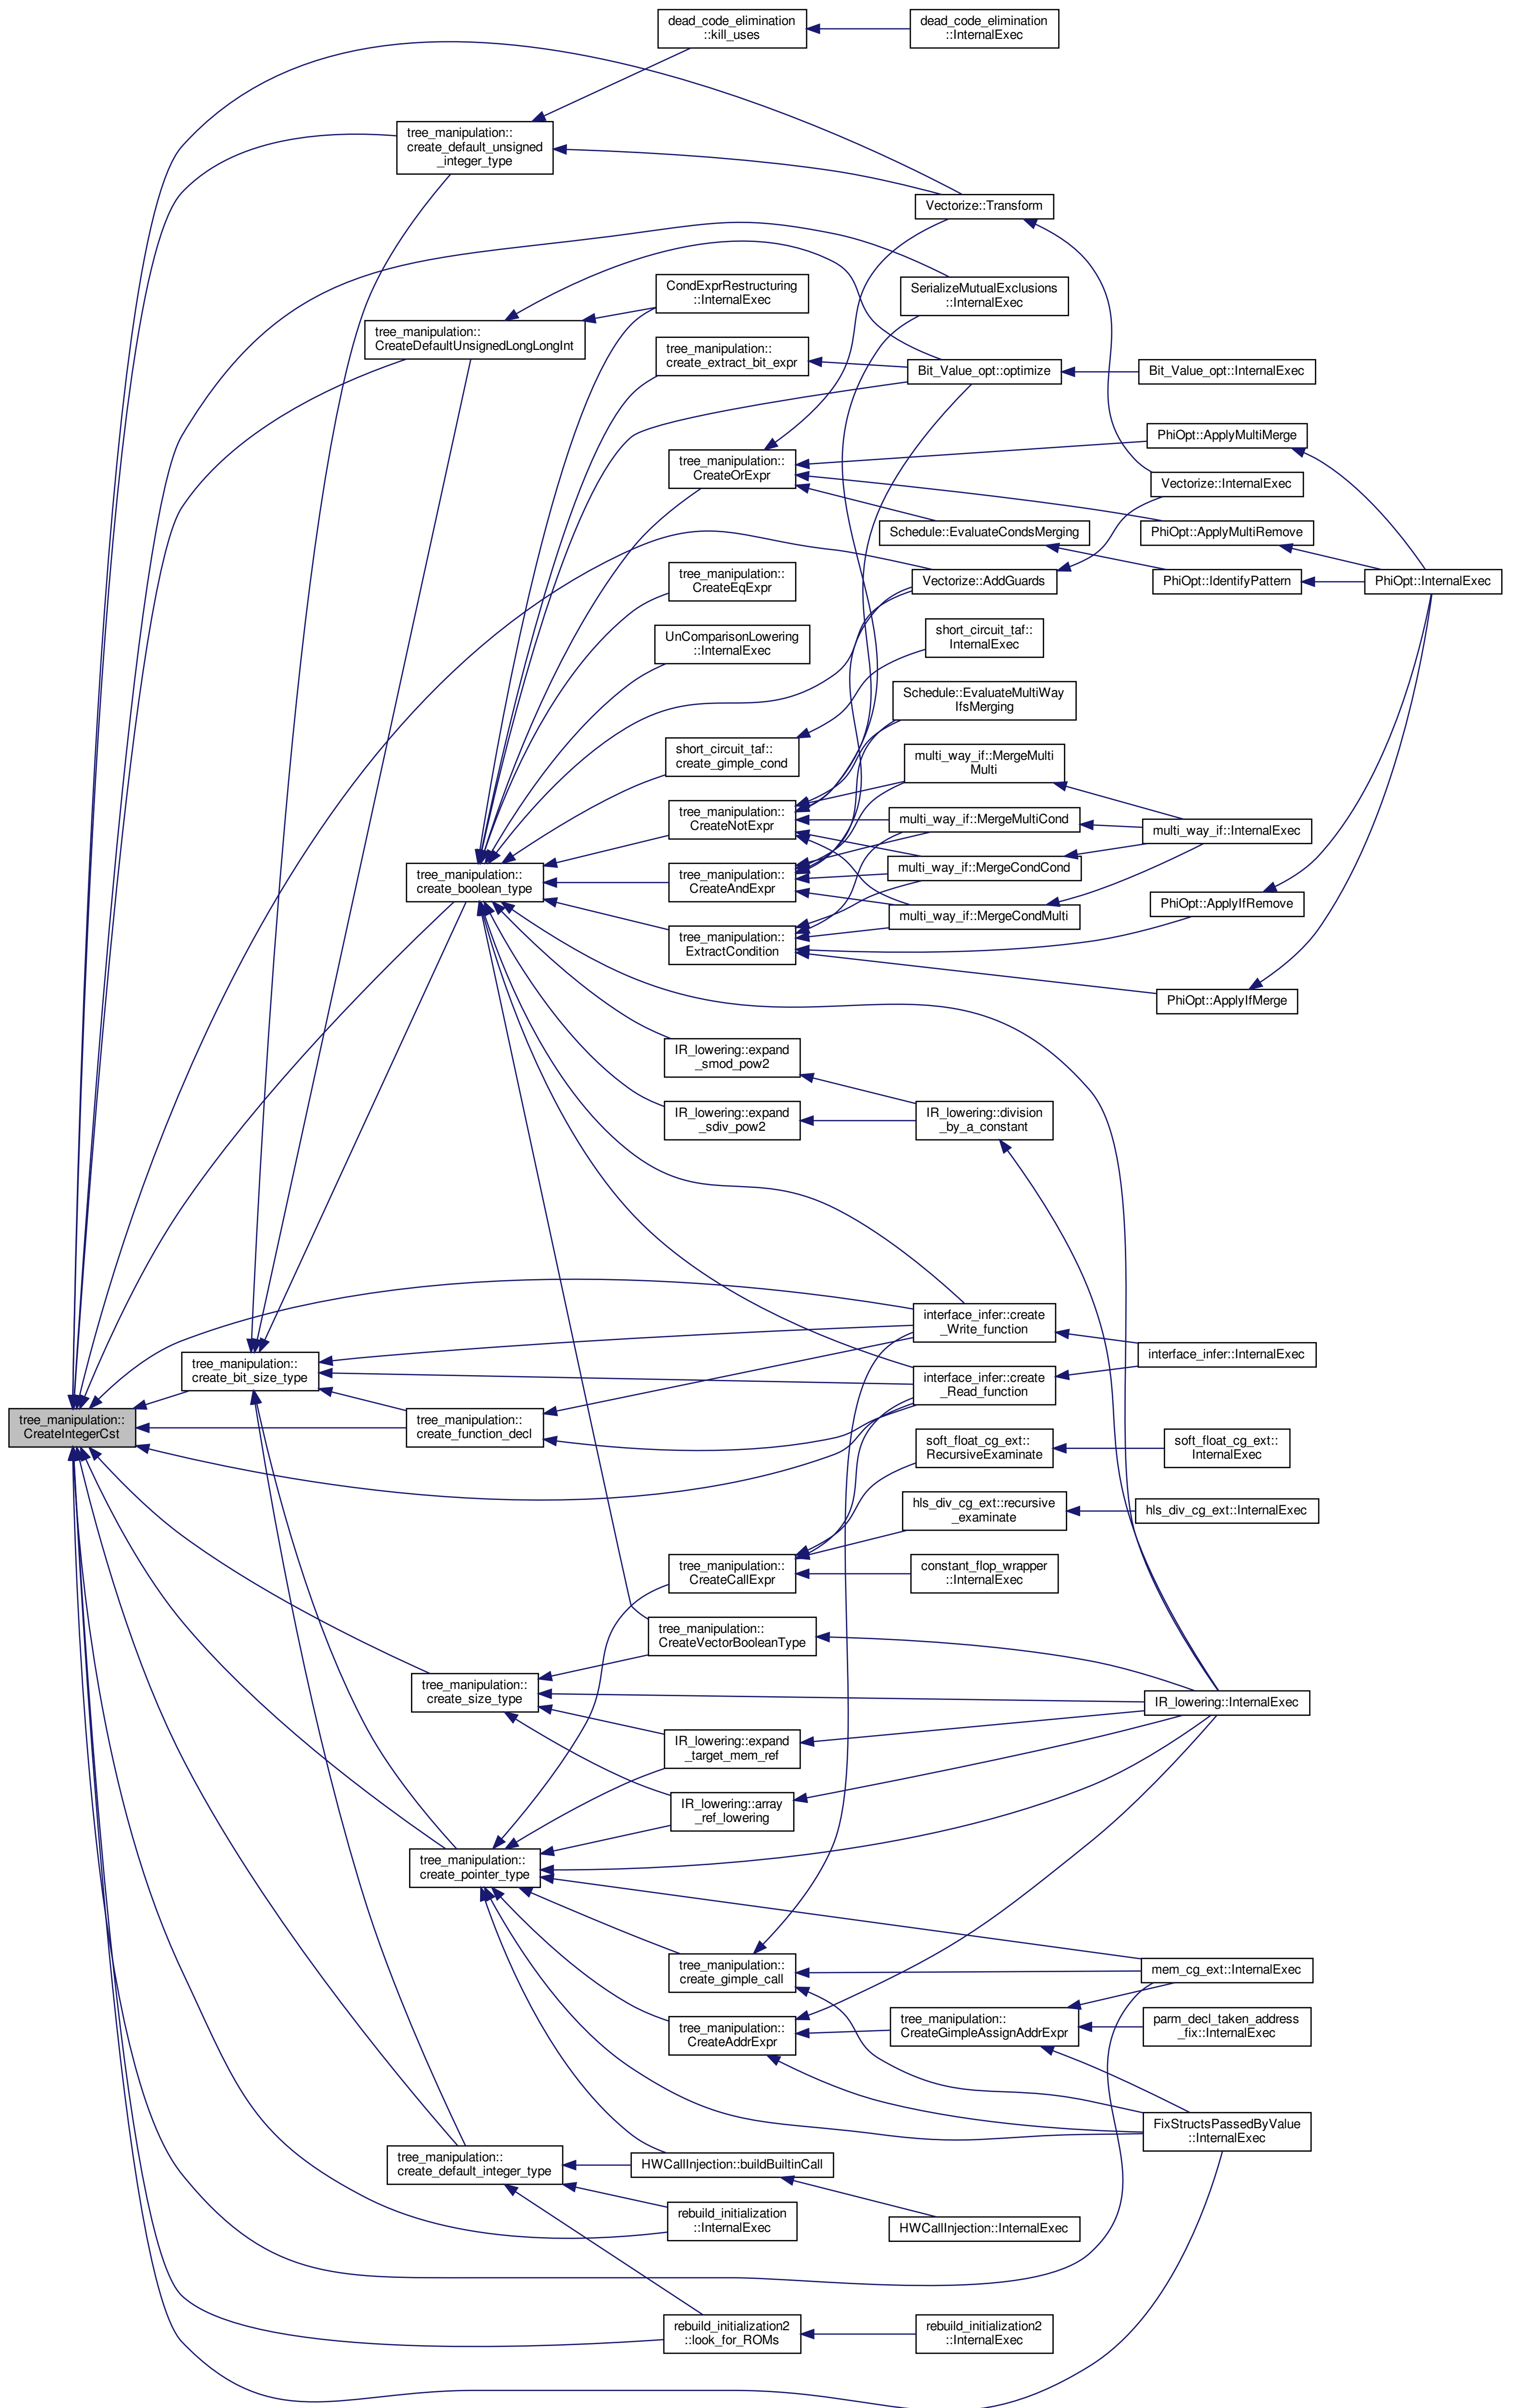 dead_code_elimination
::kill_uses
dead_code_elimination
::InternalExec
tree_manipulation::
create_default_unsigned
_integer_type
Vectorize::Transform
CondExprRestructuring
::InternalExec
SerializeMutualExclusions
::InternalExec
tree_manipulation::
CreateDefaultUnsignedLongLongInt
tree_manipulation::
create_extract_bit_expr
Bit_Value_opt::optimize
Bit_Value_opt::InternalExec
PhiOpt::ApplyMultiMerge
tree_manipulation::
CreateOrExpr
Vectorize::InternalExec
Schedule::EvaluateCondsMerging
PhiOpt::ApplyMultiRemove
tree_manipulation::
CreateEqExpr
Vectorize::AddGuards
PhiOpt::IdentifyPattern
PhiOpt::InternalExec
UnComparisonLowering
::InternalExec
short_circuit_taf::
InternalExec
Schedule::EvaluateMultiWay
IfsMerging
short_circuit_taf::
create_gimple_cond
multi_way_if::MergeMulti
Multi
tree_manipulation::
CreateNotExpr
multi_way_if::MergeMultiCond
multi_way_if::InternalExec
tree_manipulation::
create_boolean_type
tree_manipulation::
CreateAndExpr
multi_way_if::MergeCondCond
multi_way_if::MergeCondMulti
PhiOpt::ApplyIfRemove
tree_manipulation::
ExtractCondition
PhiOpt::ApplyIfMerge
IR_lowering::expand
_smod_pow2
IR_lowering::expand
_sdiv_pow2
IR_lowering::division
_by_a_constant
interface_infer::create
_Write_function
interface_infer::InternalExec
tree_manipulation::
create_bit_size_type
interface_infer::create
_Read_function
tree_manipulation::
CreateIntegerCst
tree_manipulation::
create_function_decl
soft_float_cg_ext::
RecursiveExaminate
soft_float_cg_ext::
InternalExec
hls_div_cg_ext::recursive
_examinate
hls_div_cg_ext::InternalExec
tree_manipulation::
CreateCallExpr
constant_flop_wrapper
::InternalExec
tree_manipulation::
CreateVectorBooleanType
tree_manipulation::
create_size_type
IR_lowering::InternalExec
IR_lowering::expand
_target_mem_ref
IR_lowering::array
_ref_lowering
tree_manipulation::
create_pointer_type
tree_manipulation::
create_gimple_call
mem_cg_ext::InternalExec
tree_manipulation::
CreateAddrExpr
tree_manipulation::
CreateGimpleAssignAddrExpr
parm_decl_taken_address
_fix::InternalExec
FixStructsPassedByValue
::InternalExec
tree_manipulation::
create_default_integer_type
HWCallInjection::buildBuiltinCall
rebuild_initialization
::InternalExec
HWCallInjection::InternalExec
rebuild_initialization2
::look_for_ROMs
rebuild_initialization2
::InternalExec